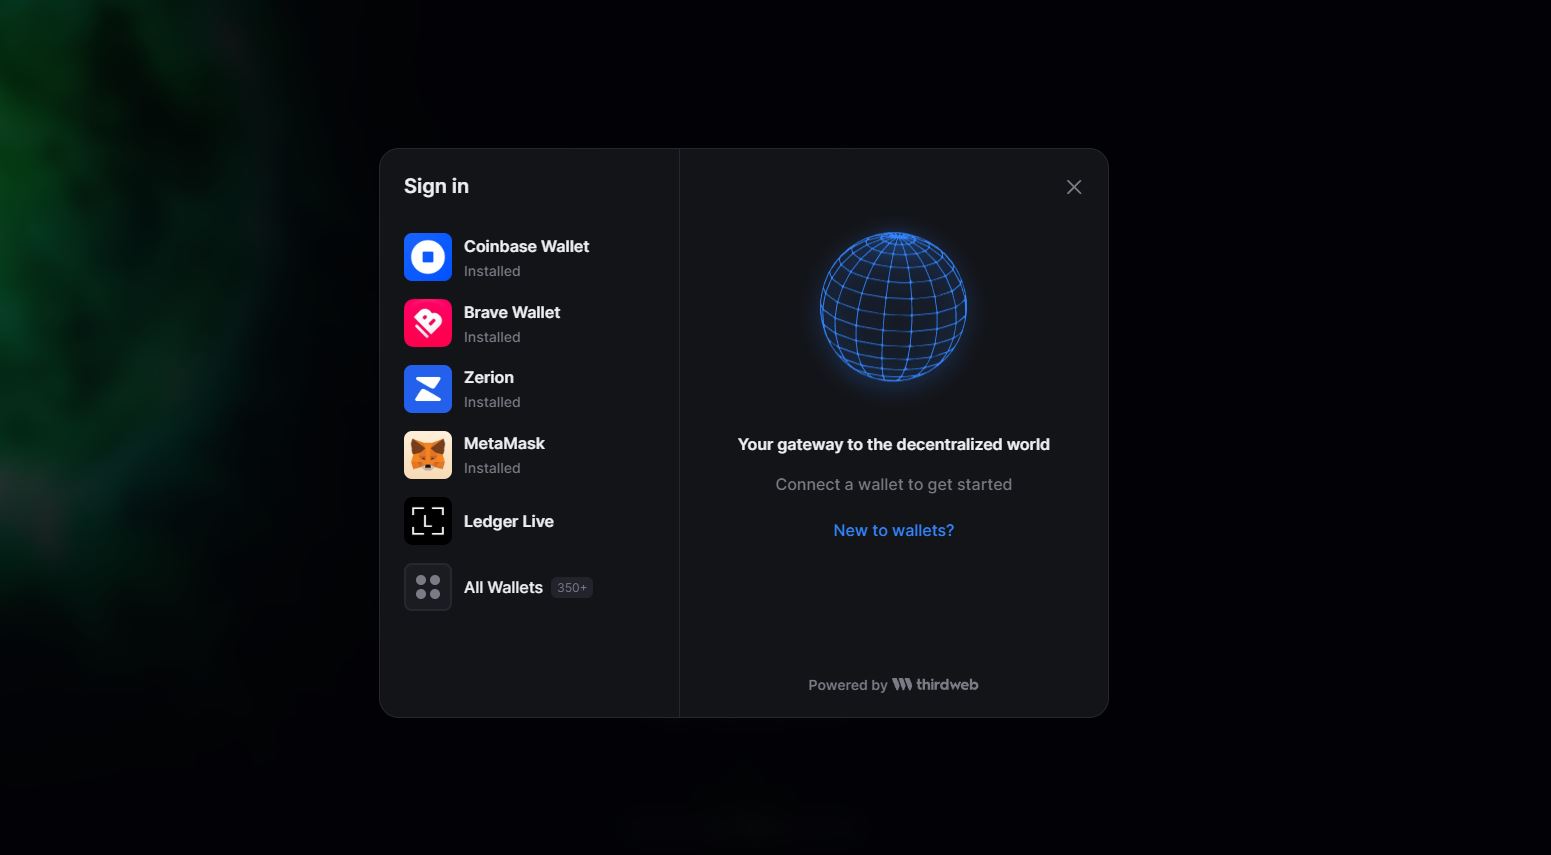 Sign in
Coinbase Wallet
Installed
Brave Wallet
Installed
Zerion
Installed
MetaMask
Installed
L
Ledger Live
All Wallets 350+
Your gateway to the decentralized world
Connect a wallet to get started
New to wallets?
Powered by thirdweb